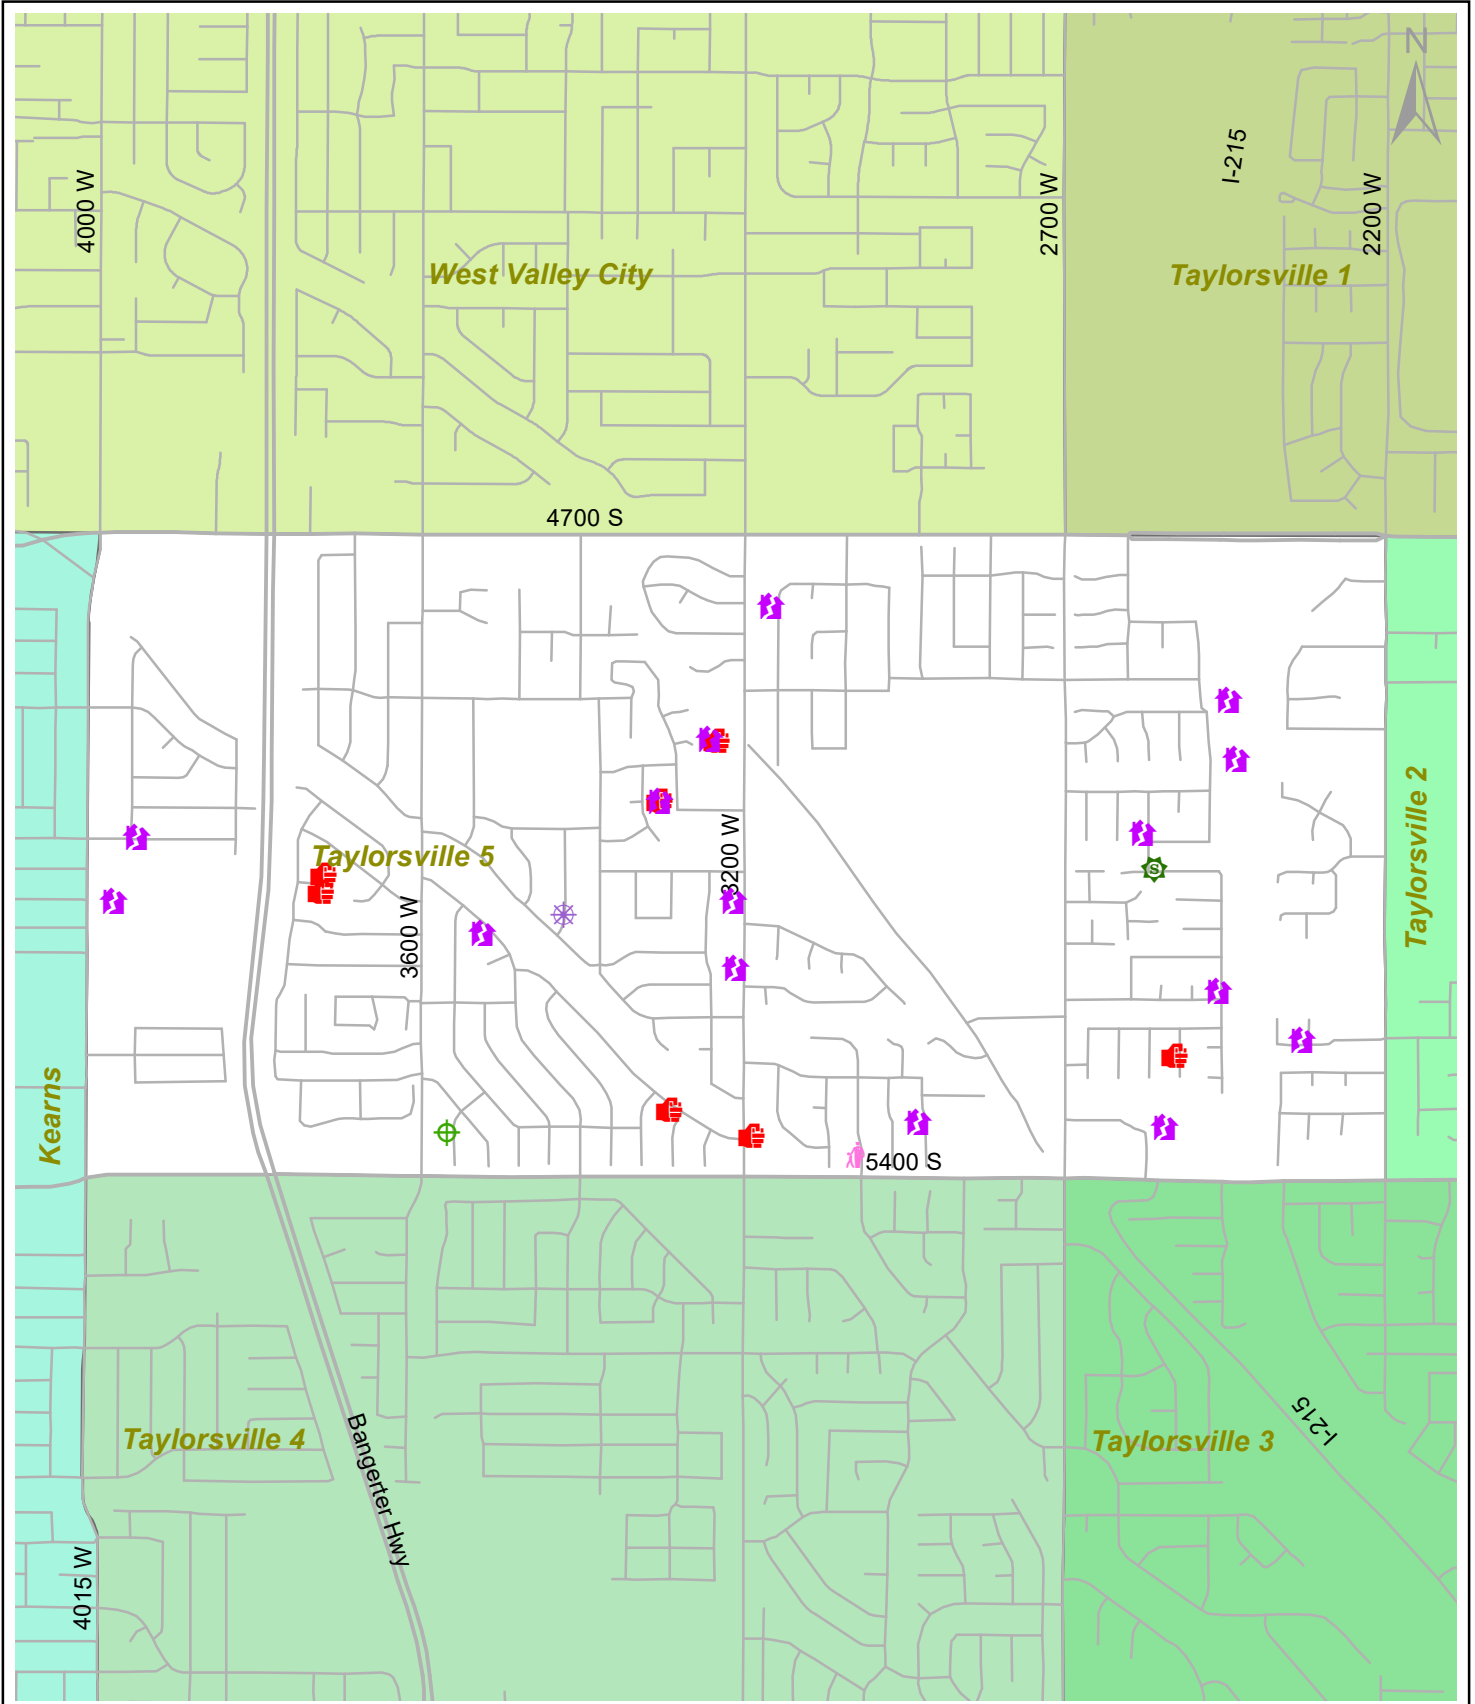 N
I-215
4000 W
2700 W
2200 W
West Valley City
Taylorsville 1
4700 S
Taylorsville 2
3200 W
Taylorsville 5
S
3600 W
Kearns
5400 S
Taylorsville 4
Bangerter Hwy
Taylorsville 3
I-215
4015 W